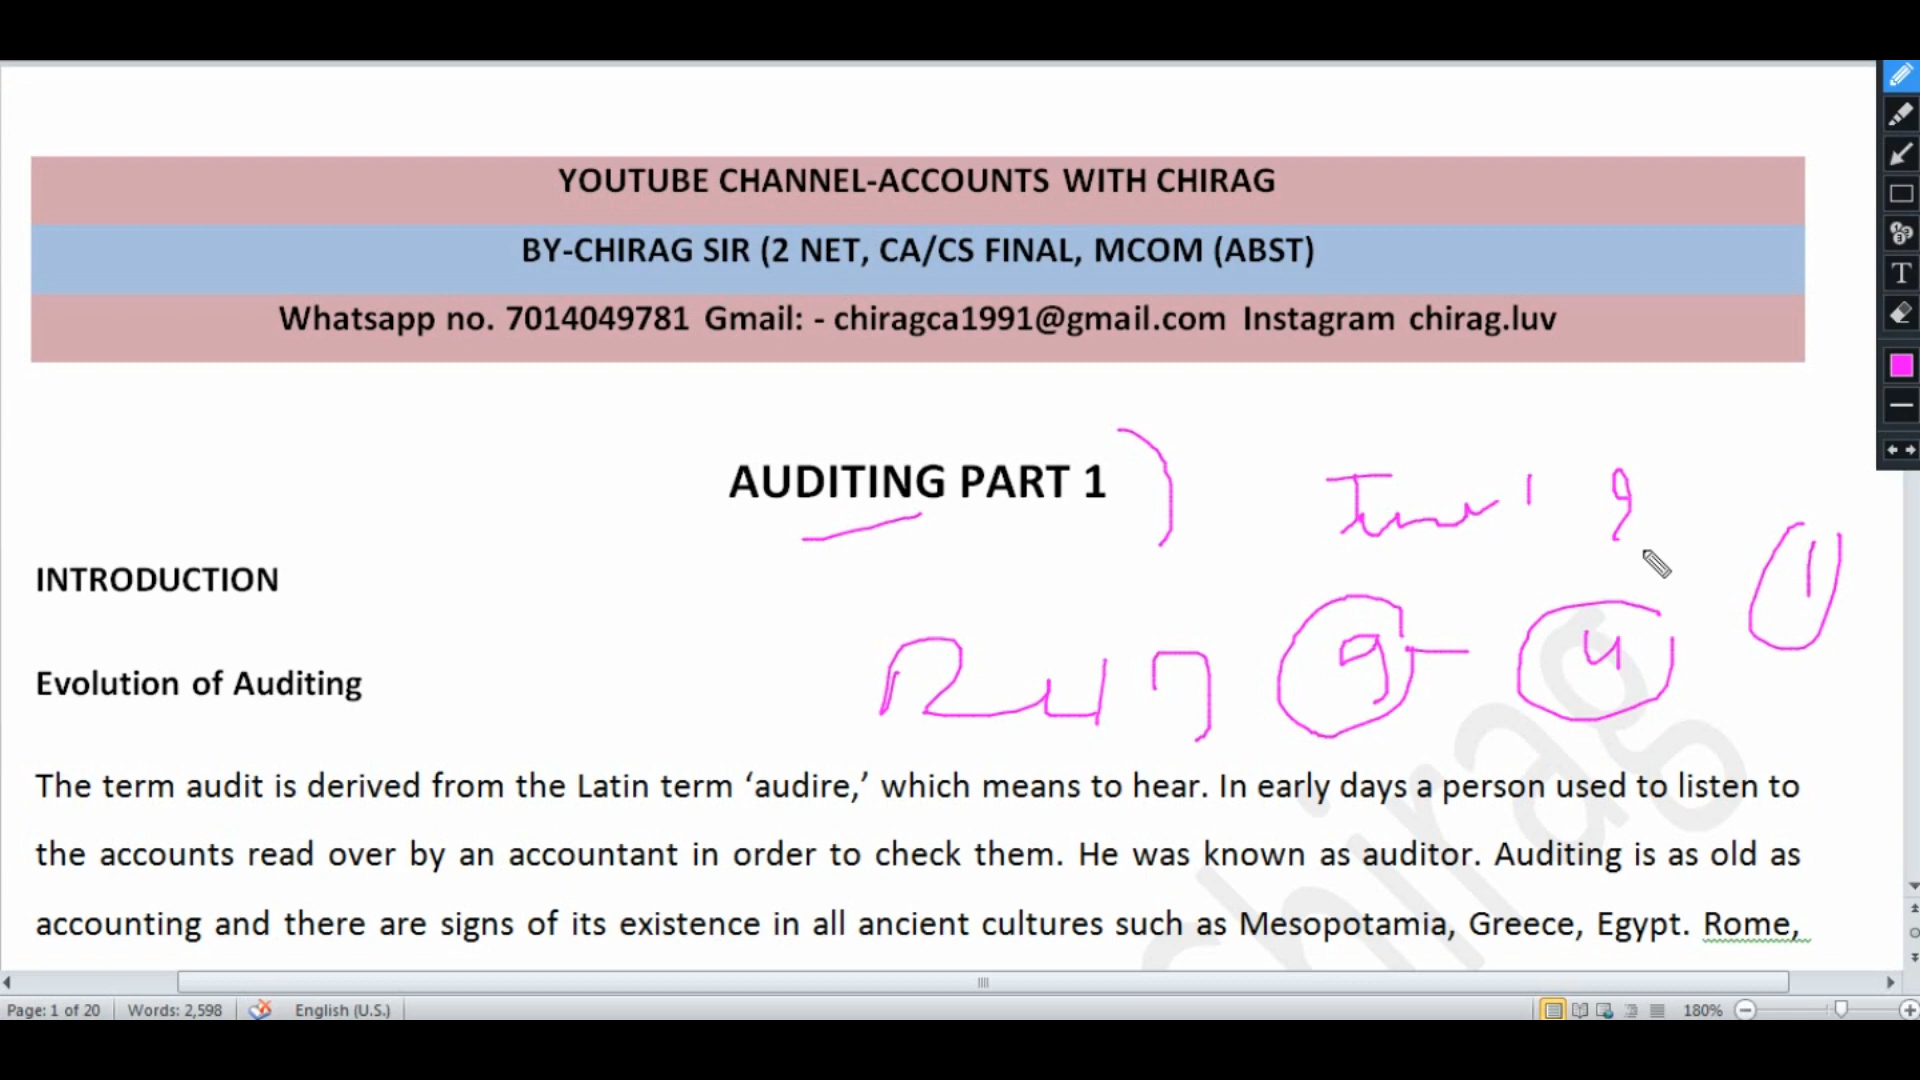 YOUTUBE CHANNEL-ACCOUNTS WITH CHIRAG
BY-CHIRAG SIR (2 NET, CA/CS FINAL, MCOM (ABST)
Whatsapp no. 7014049781 Gmail: - chiragca1991@gmail.com Instagram chirag.luv
AUDITING PART 1
1
INTRODUCTION
9 - 4
Evolution of Auditing
The term audit is derived from the Latin term ‘audire,’ which means to hear. In early days a person used to listen to
the accounts read over by an accountant in order to check them. He was known as auditor. Auditing is as old as
accounting and there are signs of its existence in all ancient cultures such as Mesopotamia, Greece, Egypt. Rome,
chirag
Page: 1 of 20 Words: 2,598 English (U.S.) 180%